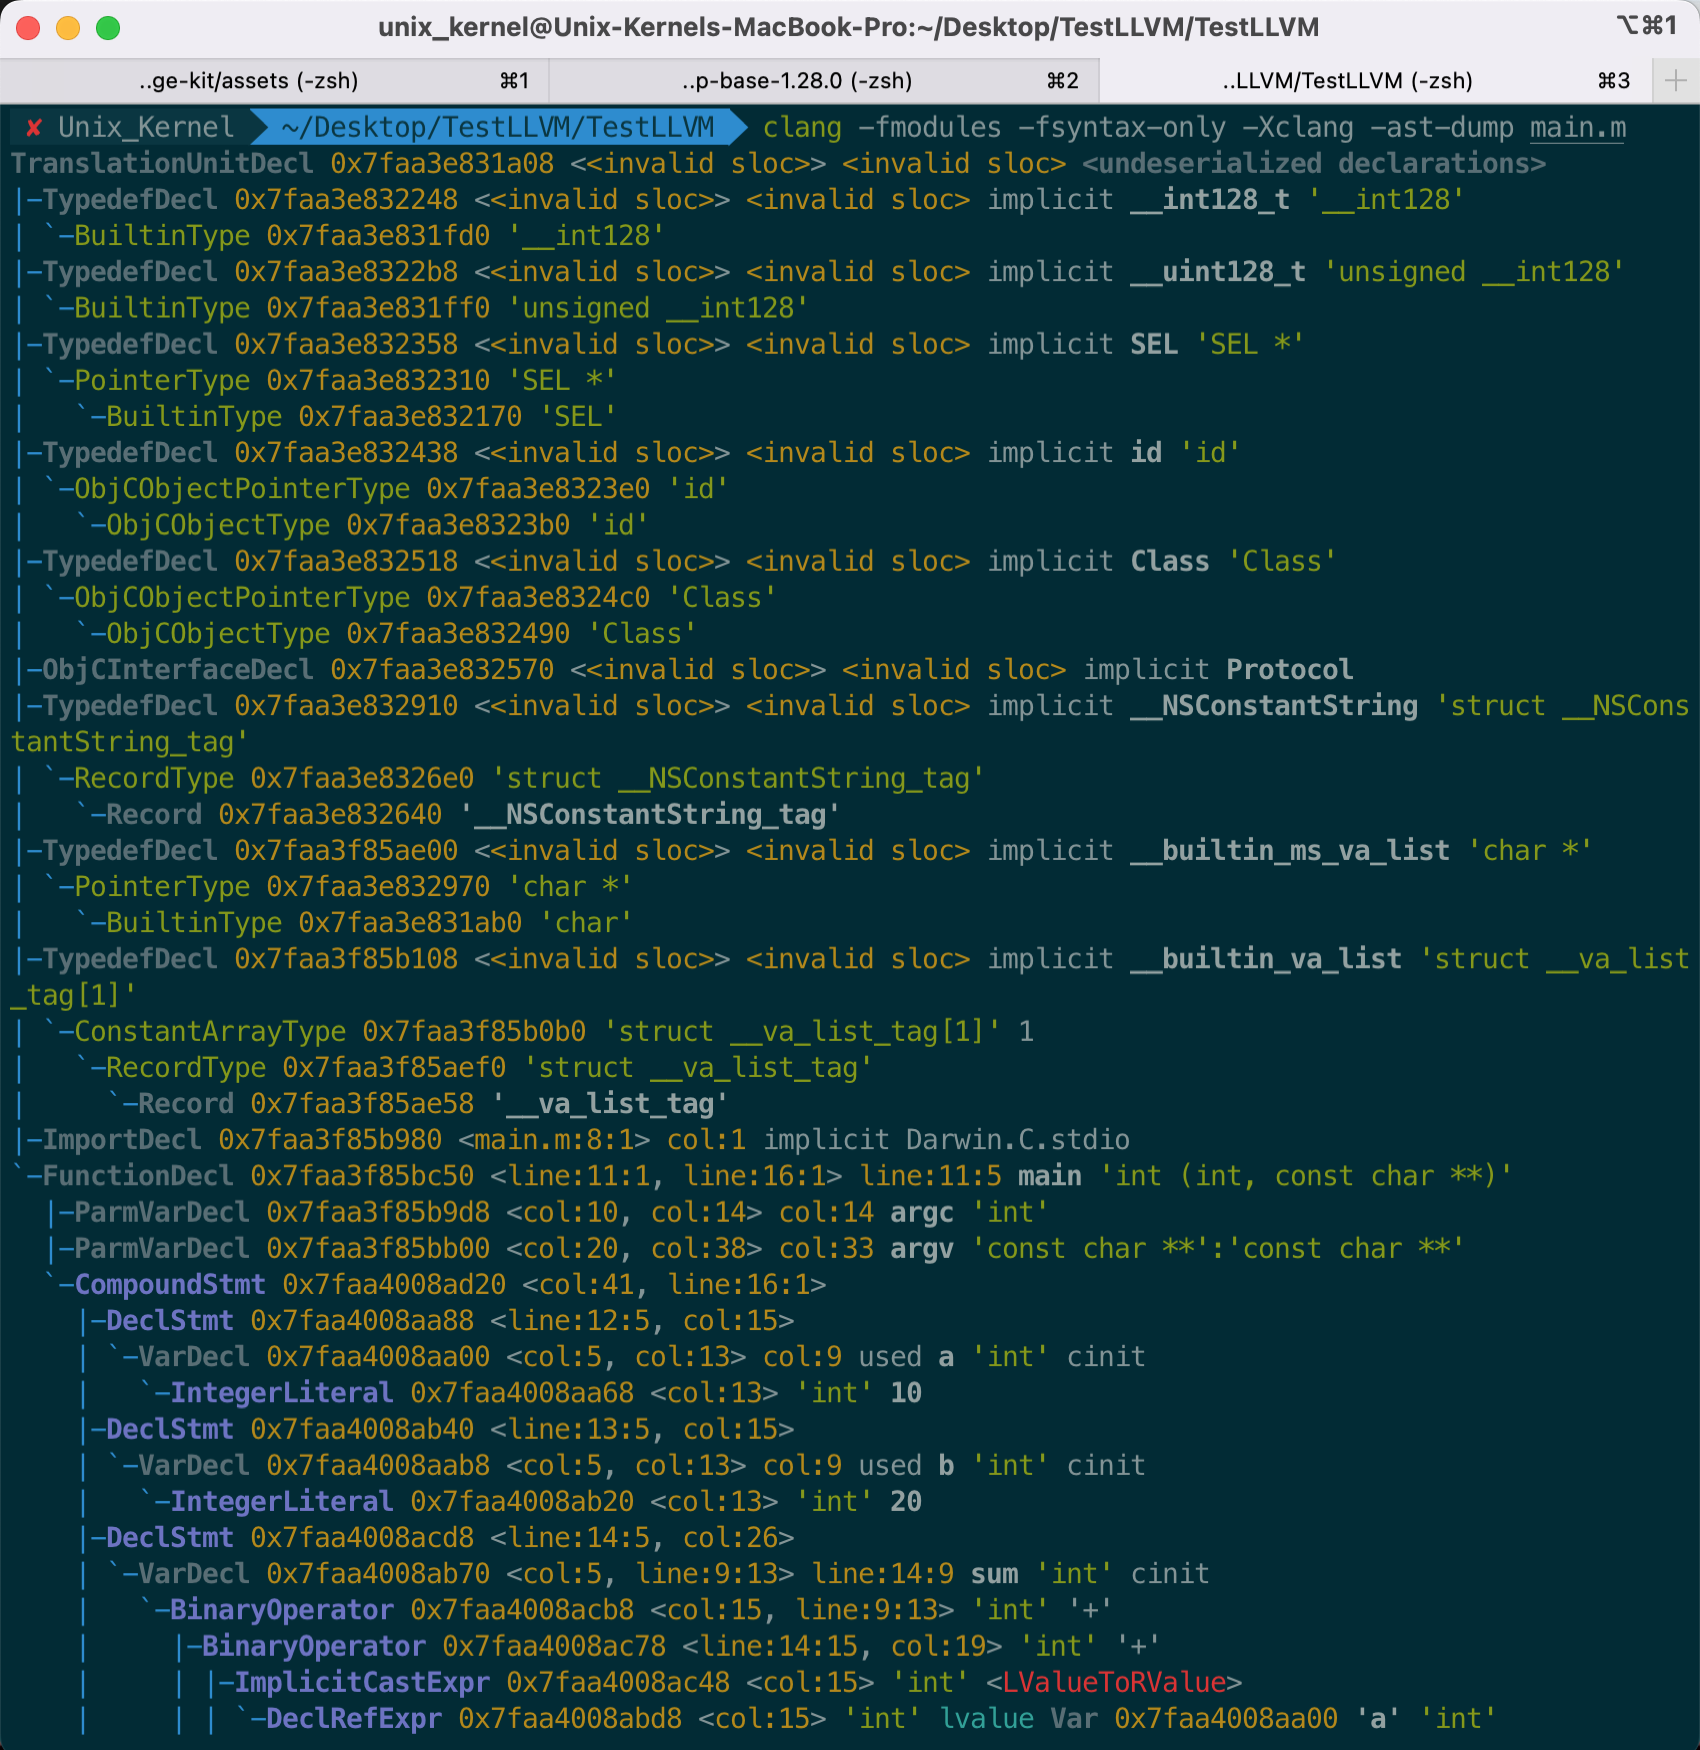 unix_kernel@Unix-Kernels-MacBook-Pro:~/Desktop/TestLLVM/TestLLVM ⌥⌘1
..ge-kit/assets (-zsh) ⌘1 ..p-base-1.28.0 (-zsh) ⌘2 ..LLVM/TestLLVM (-zsh) ⌘3 +
✘ Unix_Kernel ~/Desktop/TestLLVM/TestLLVM clang -fmodules -fsyntax-only -Xclang -ast-dump main.m
TranslationUnitDecl 0x7faa3e831a08 <<invalid sloc>> <invalid sloc> <undeserialized declarations>
|-TypedefDecl 0x7faa3e832248 <<invalid sloc>> <invalid sloc> implicit __int128_t '__int128'
| `-BuiltinType 0x7faa3e831fd0 '__int128'
|-TypedefDecl 0x7faa3e8322b8 <<invalid sloc>> <invalid sloc> implicit __uint128_t 'unsigned __int128'
| `-BuiltinType 0x7faa3e831ff0 'unsigned __int128'
|-TypedefDecl 0x7faa3e832358 <<invalid sloc>> <invalid sloc> implicit SEL 'SEL *'
| `-PointerType 0x7faa3e832310 'SEL *'
|   `-BuiltinType 0x7faa3e832170 'SEL'
|-TypedefDecl 0x7faa3e832438 <<invalid sloc>> <invalid sloc> implicit id 'id'
| `-ObjCObjectPointerType 0x7faa3e8323e0 'id'
|   `-ObjCObjectType 0x7faa3e8323b0 'id'
|-TypedefDecl 0x7faa3e832518 <<invalid sloc>> <invalid sloc> implicit Class 'Class'
| `-ObjCObjectPointerType 0x7faa3e8324c0 'Class'
|   `-ObjCObjectType 0x7faa3e832490 'Class'
|-ObjCInterfaceDecl 0x7faa3e832570 <<invalid sloc>> <invalid sloc> implicit Protocol
|-TypedefDecl 0x7faa3e832910 <<invalid sloc>> <invalid sloc> implicit __NSConstantString 'struct __NSCons
tantString_tag'
| `-RecordType 0x7faa3e8326e0 'struct __NSConstantString_tag'
|   `-Record 0x7faa3e832640 '__NSConstantString_tag'
|-TypedefDecl 0x7faa3f85ae00 <<invalid sloc>> <invalid sloc> implicit __builtin_ms_va_list 'char *'
| `-PointerType 0x7faa3e832970 'char *'
|   `-BuiltinType 0x7faa3e831ab0 'char'
|-TypedefDecl 0x7faa3f85b108 <<invalid sloc>> <invalid sloc> implicit __builtin_va_list 'struct __va_list
_tag[1]'
| `-ConstantArrayType 0x7faa3f85b0b0 'struct __va_list_tag[1]' 1
|   `-RecordType 0x7faa3f85aef0 'struct __va_list_tag'
|     `-Record 0x7faa3f85ae58 '__va_list_tag'
|-ImportDecl 0x7faa3f85b980 <main.m:8:1> col:1 implicit Darwin.C.stdio
`-FunctionDecl 0x7faa3f85bc50 <line:11:1, line:16:1> line:11:5 main 'int (int, const char **)'
  |-ParmVarDecl 0x7faa3f85b9d8 <col:10, col:14> col:14 argc 'int'
  |-ParmVarDecl 0x7faa3f85bb00 <col:20, col:38> col:33 argv 'const char **':'const char **'
  `-CompoundStmt 0x7faa4008ad20 <col:41, line:16:1>
    |-DeclStmt 0x7faa4008aa88 <line:12:5, col:15>
    | `-VarDecl 0x7faa4008aa00 <col:5, col:13> col:9 used a 'int' cinit
    |   `-IntegerLiteral 0x7faa4008aa68 <col:13> 'int' 10
    |-DeclStmt 0x7faa4008ab40 <line:13:5, col:15>
    | `-VarDecl 0x7faa4008aab8 <col:5, col:13> col:9 used b 'int' cinit
    |   `-IntegerLiteral 0x7faa4008ab20 <col:13> 'int' 20
    |-DeclStmt 0x7faa4008acd8 <line:14:5, col:26>
    | `-VarDecl 0x7faa4008ab70 <col:5, line:9:13> line:14:9 sum 'int' cinit
    |   `-BinaryOperator 0x7faa4008acb8 <col:15, line:9:13> 'int' '+'
    |     |-BinaryOperator 0x7faa4008ac78 <line:14:15, col:19> 'int' '+'
    |     | |-ImplicitCastExpr 0x7faa4008ac48 <col:15> 'int' <LValueToRValue>
    |     | | `-DeclRefExpr 0x7faa4008abd8 <col:15> 'int' lvalue Var 0x7faa4008aa00 'a' 'int'